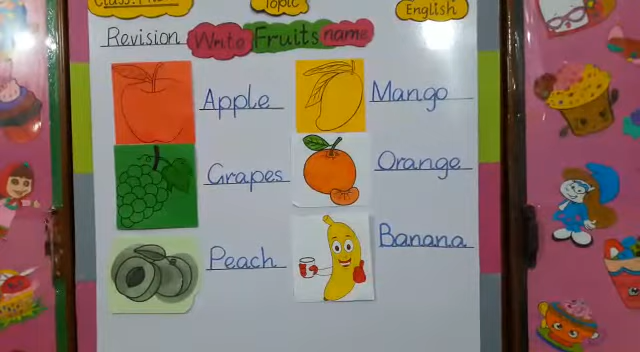 Topic
English
Revision Write Fruits name
Apple
Mango
Grapes
Orange
Peach
Banana